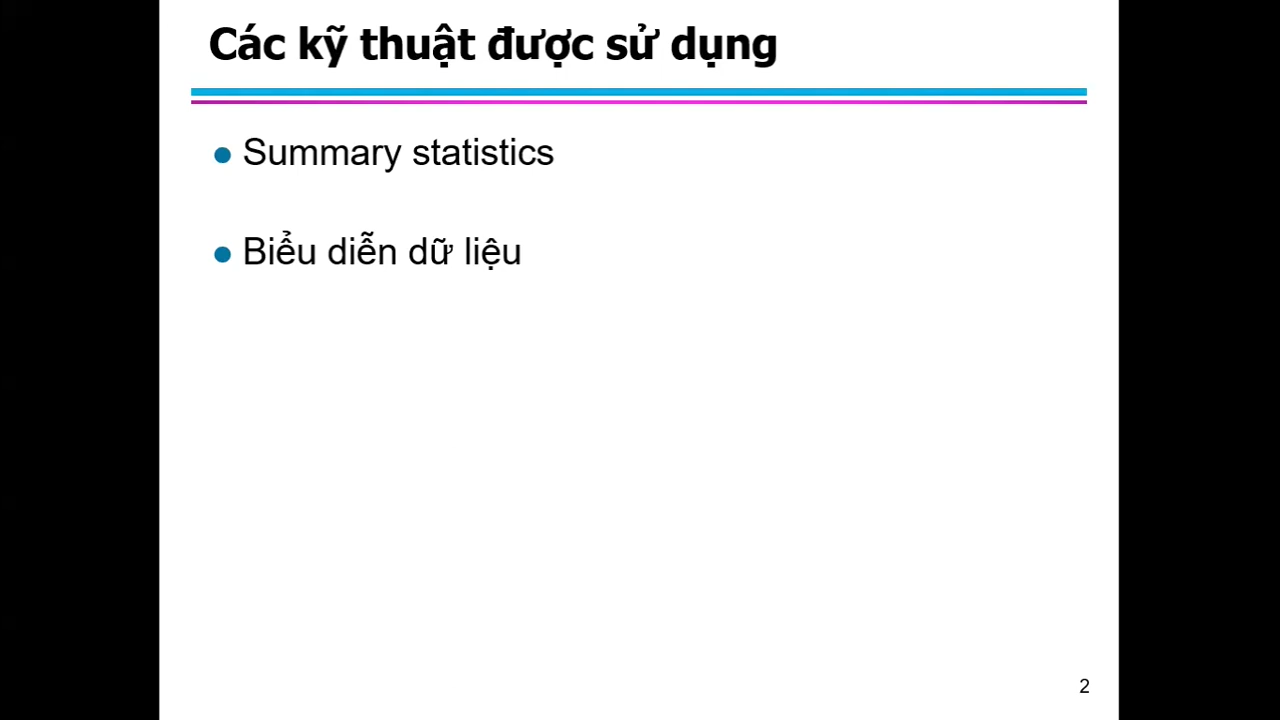 Các kỹ thuật được sử dụng
Summary statistics
Biểu diễn dữ liệu
2